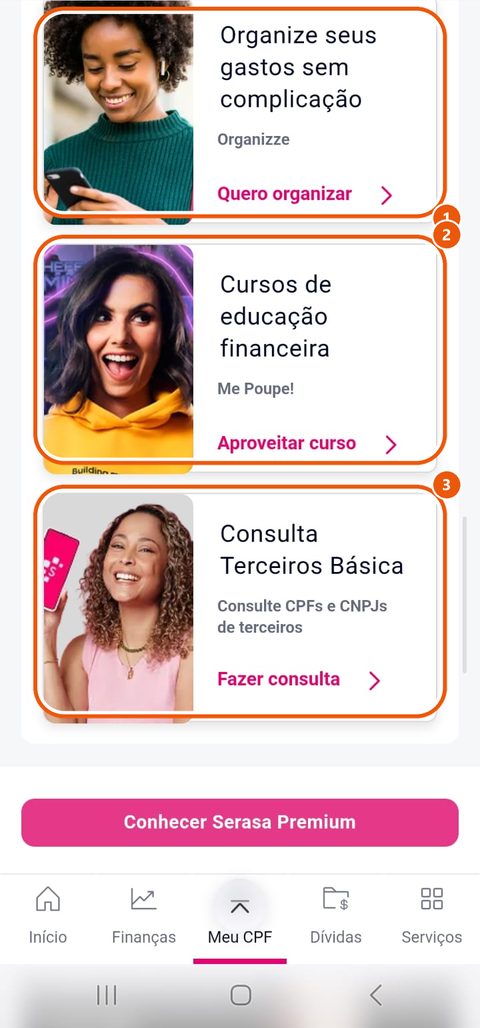 Organize seus
gastos sem
complicação
Organizze
Quero organizar
1
2
Cursos de
educação
financeira
Me Poupe!
Aproveitar curso
Building
3
Consulta
Terceiros Básica
Consulte CPFs e CNPJs
de terceiros
Fazer consulta
Conhecer Serasa Premium
Início
Finanças
Meu CPF
Dívidas
Serviços